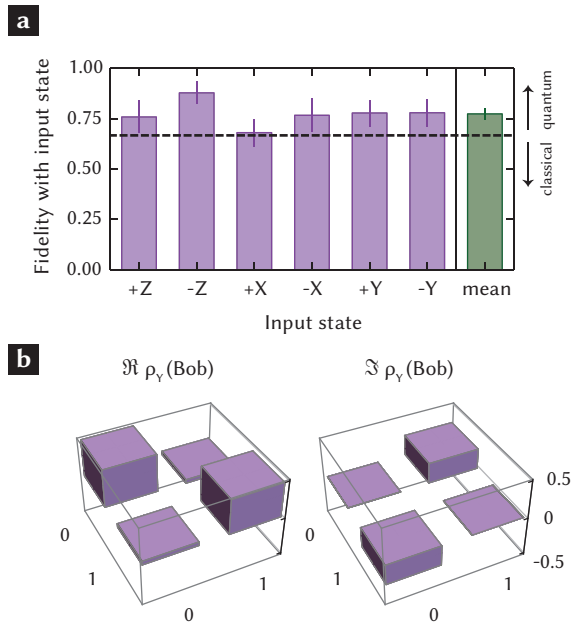 a
Fidelity with input state
1.00
0.75
0.50
0.25
0.00
quantum
classical
+Z -Z +X -X +Y -Y mean
Input state
b
ℜ ρY(Bob)
ℑ ρY(Bob)
0
1
0
1
0
1
0
1
0.5
0
-0.5